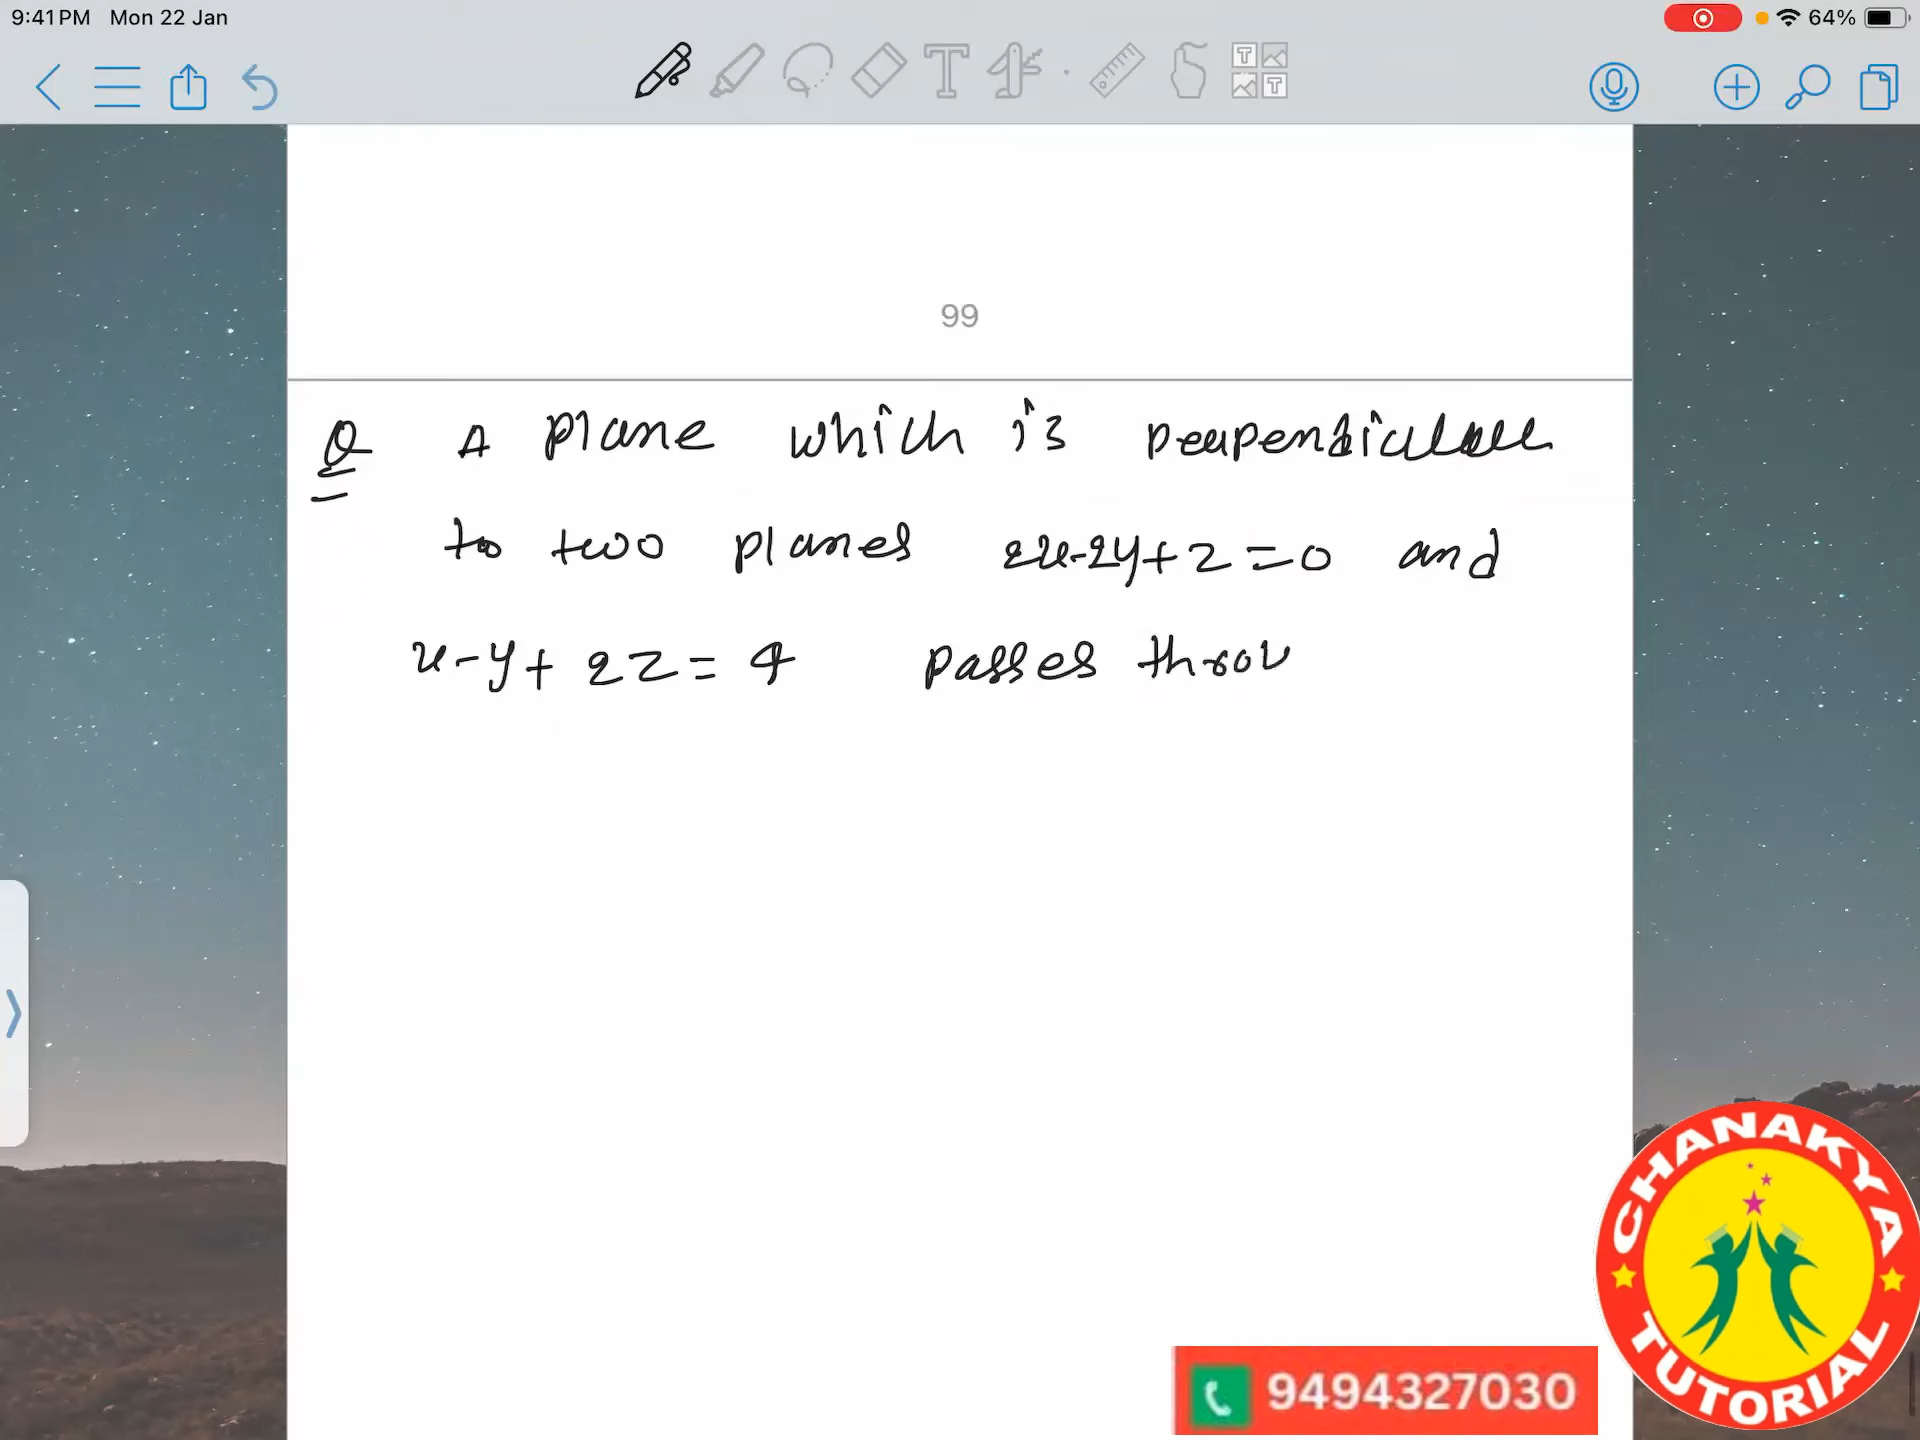 9:41 PM Mon 22 Jan
64%
99
Q A plane which is perpendicular
to two planes 2x-2y+z=0 and
x-y+2z=4 passes throu
CHANAKYA
TUTORIAL
9494327030